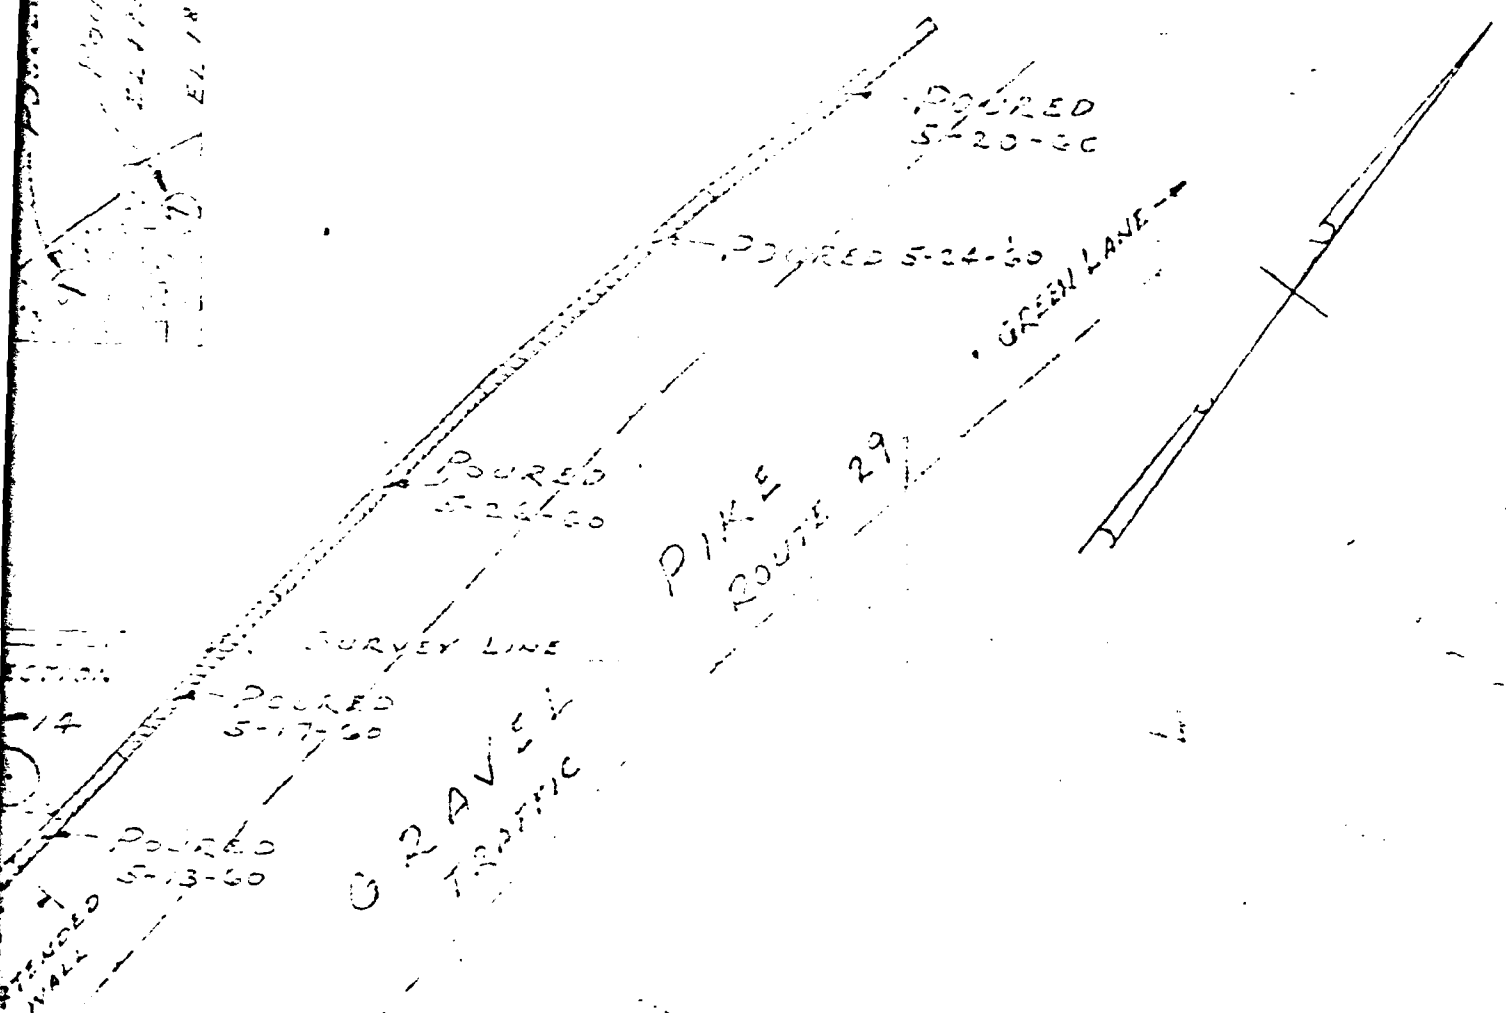 POURED
5-20-60
POURED 5-24-60
GREEN LANE
POURED
5-26-60
PIKE
ROUTE 29
SURVEY LINE
POURED
5-17-60
14
GRAVEL
TRAFFIC
POURED
5-13-60
WALL